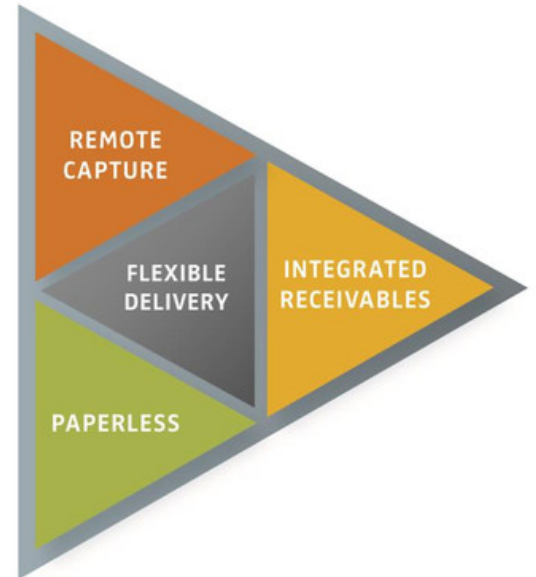 REMOTE
CAPTURE
FLEXIBLE
DELIVERY
INTEGRATED
RECEIVABLES
PAPERLESS